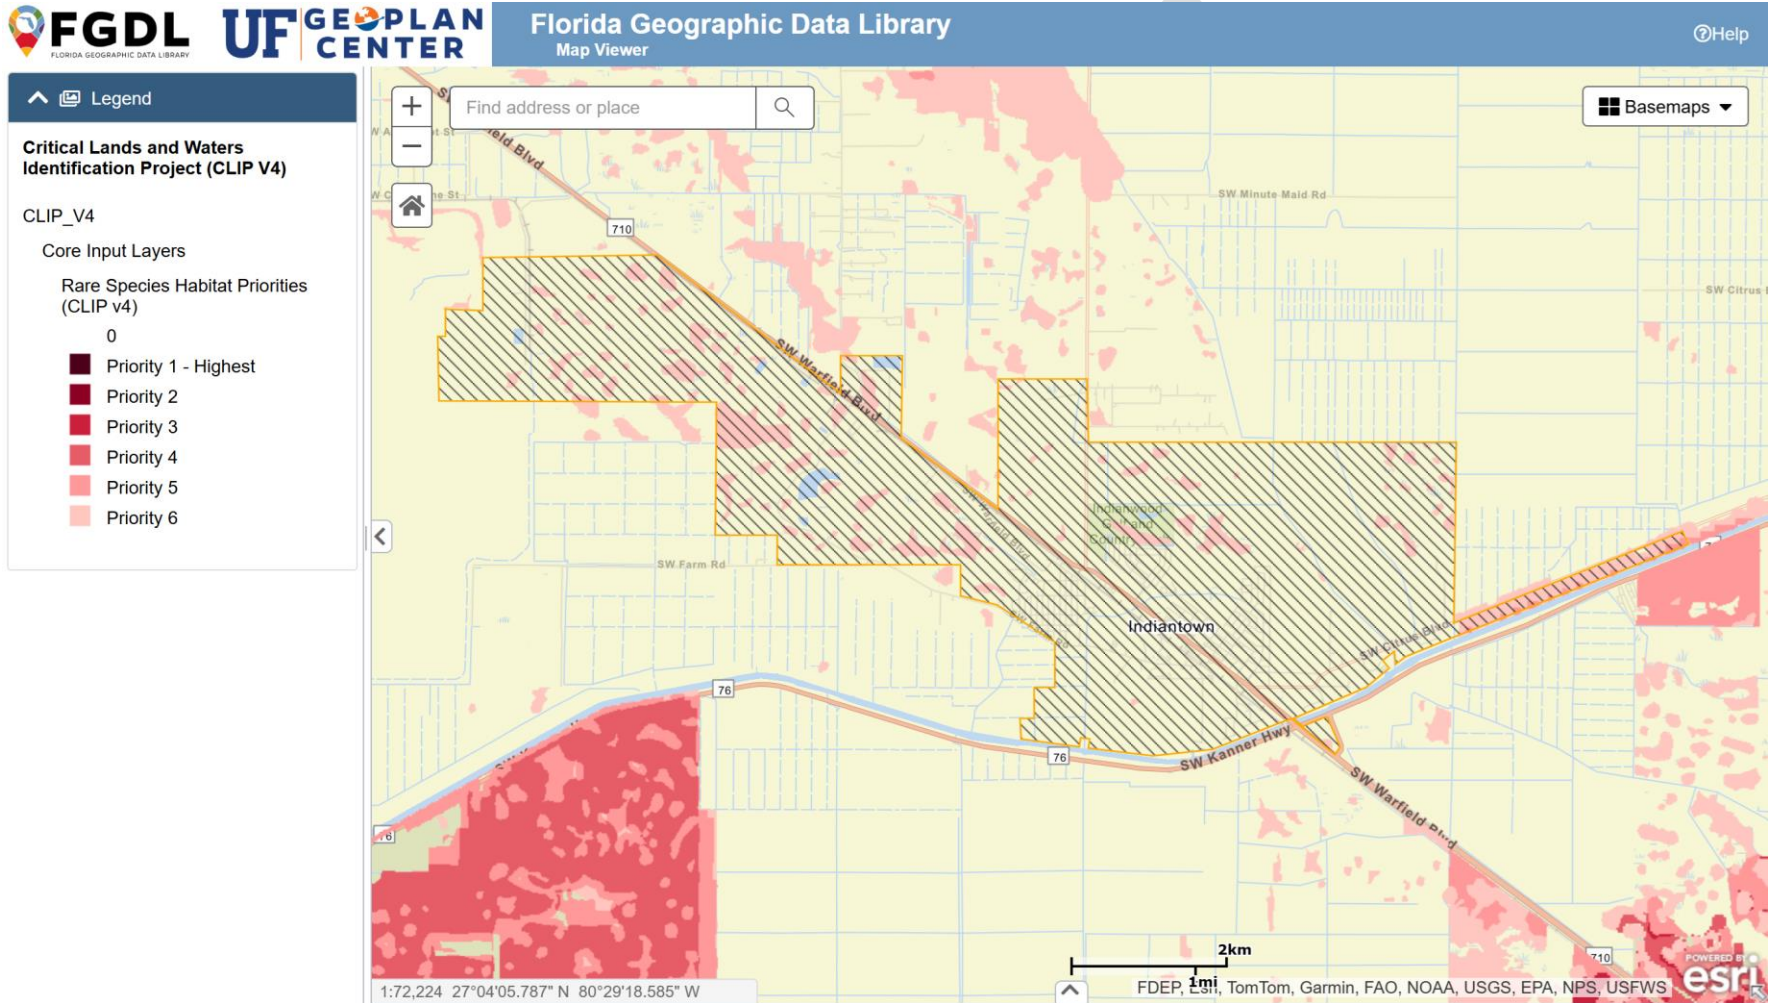 FGDL
FLORIDA GEOGRAPHIC DATA LIBRARY
UF GEOPLAN
CENTER
Florida Geographic Data Library
Map Viewer
Help
Legend
Critical Lands and Waters
Identification Project (CLIP V4)
CLIP_V4
Core Input Layers
Rare Species Habitat Priorities
(CLIP v4)
0
Priority 1 - Highest
Priority 2
Priority 3
Priority 4
Priority 5
Priority 6
+
Find address or place
−
Basemaps
SW Minute Maid Rd
710
SW Citrus
SW Warfield Blvd
Indianwood
Country
SW Farm Rd
Indiantown
SW Citrus Blvd
76
76
SW Kanner Hwy
SW Warfield Blvd
76
710
2km
1mi
1:72,224 27°04'05.787" N 80°29'18.585" W
FDEP, Esri, TomTom, Garmin, FAO, NOAA, USGS, EPA, NPS, USFWS
POWERED BY
esri